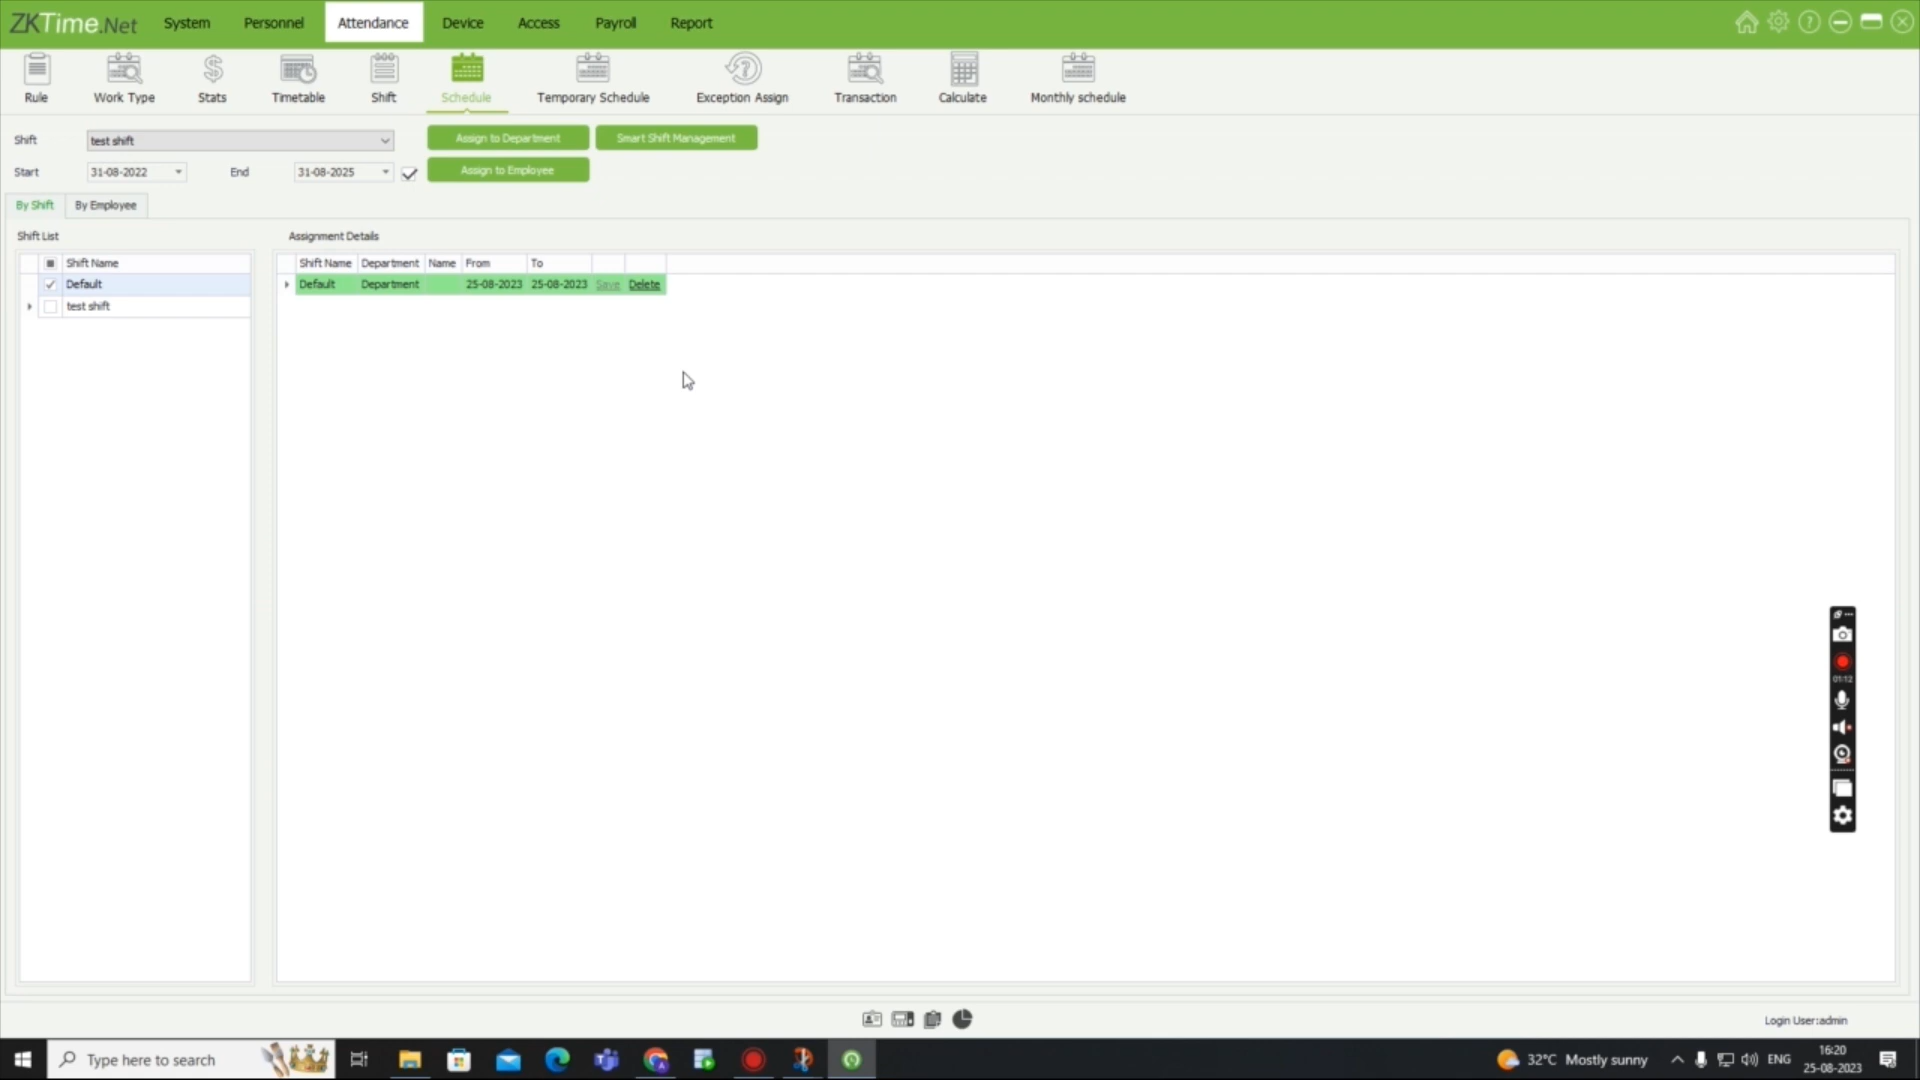 ZKTime.Net System Personnel Attendance Device Access Payroll Report
Rule Work Type Stats Timetable Shift Schedule Temporary Schedule Exception Assign Transaction Calculate Monthly schedule
Shift test shift Assign to Department Smart Shift Management
Start 31-08-2022 End 31-08-2025 Assign to Employee
By Shift By Employee
Shift List Assignment Details
Shift Name Shift Name Department Name From To
Default Default Department 25-08-2023 25-08-2023 Save Delete
test shift
01:12
Login User:admin
Type here to search 32°C Mostly sunny ENG 16:20
25-08-2023